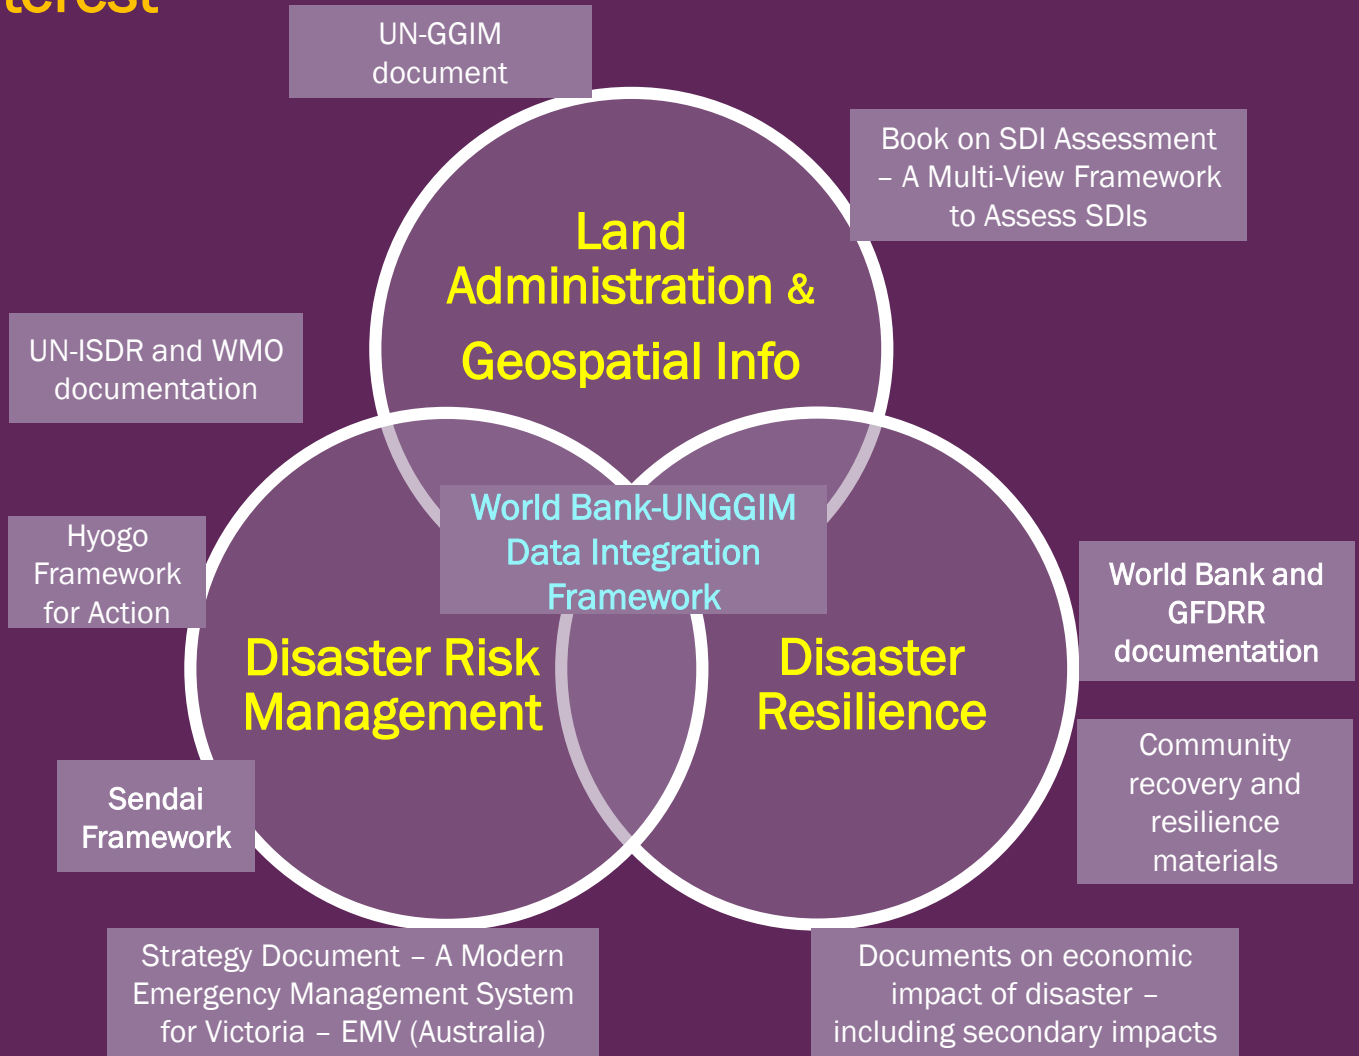 UN-GGIM
document
Book on SDI Assessment
– A Multi-View Framework
to Assess SDIs
Land
Administration &
Geospatial Info
UN-ISDR and WMO
documentation
World Bank-UNGGIM
Data Integration
Framework
Hyogo
Framework
for Action
World Bank and
GFDRR
documentation
Disaster Risk
Management
Disaster
Resilience
Community
recovery and
resilience
materials
Sendai
Framework
Strategy Document – A Modern
Emergency Management System
for Victoria – EMV (Australia)
Documents on economic
impact of disaster –
including secondary impacts